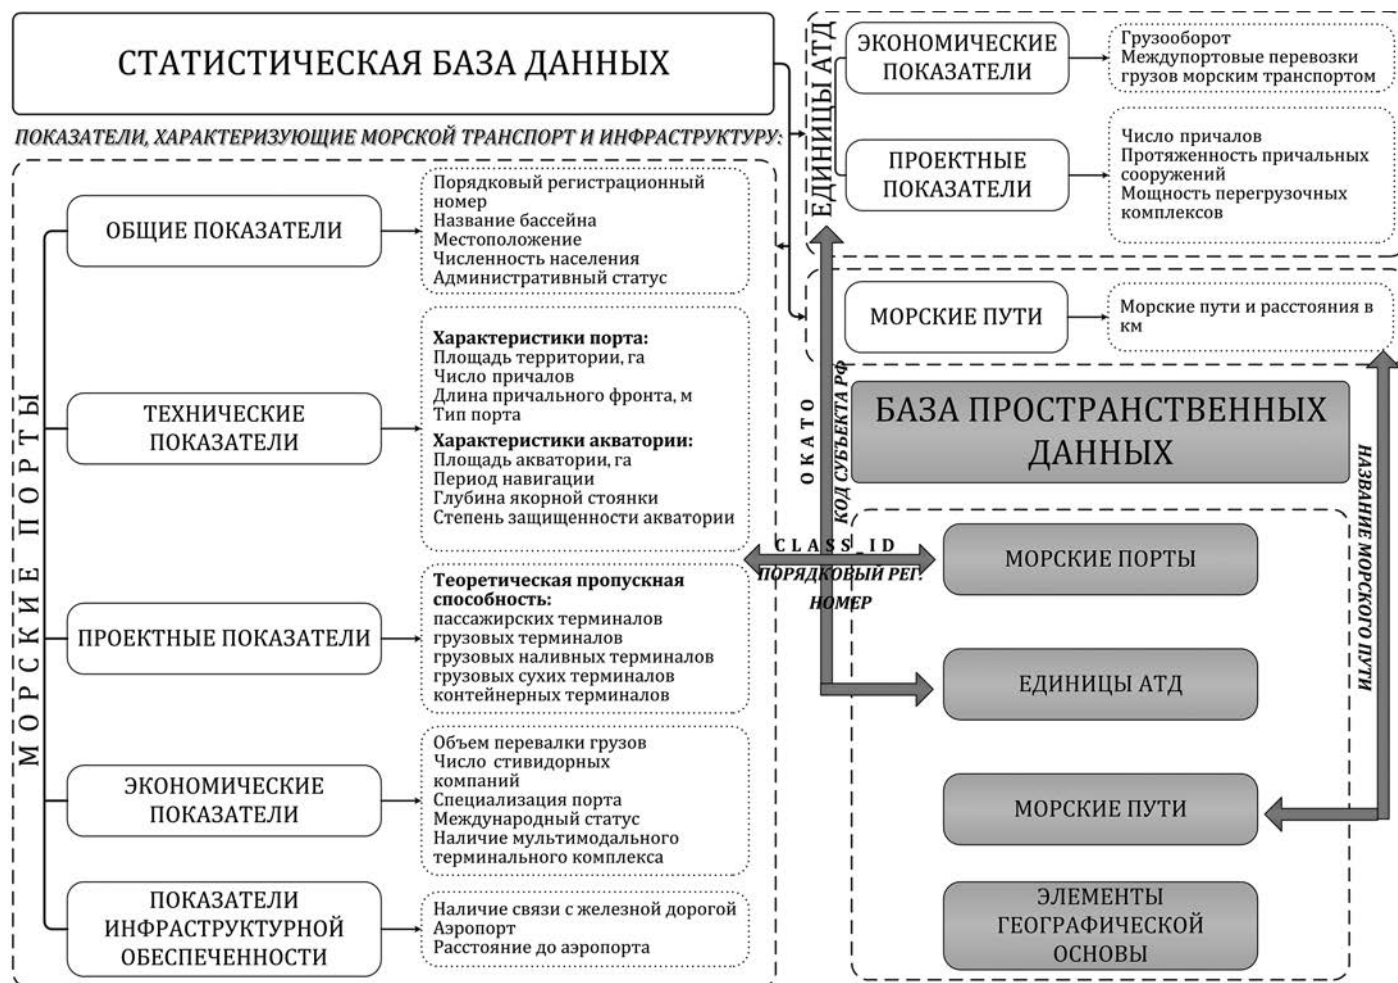 СТАТИСТИЧЕСКАЯ БАЗА ДАННЫХ
ПОКАЗАТЕЛИ, ХАРАКТЕРИЗУЮЩИЕ МОРСКОЙ ТРАНСПОРТ И ИНФРАСТРУКТУРУ:
МОРСКИЕ ПОРТЫ
ОБЩИЕ ПОКАЗАТЕЛИ
Порядковый регистрационный
номер
Название бассейна
Местоположение
Численность населения
Административный статус
ТЕХНИЧЕСКИЕ
ПОКАЗАТЕЛИ
Характеристики порта:
Площадь территории, га
Число причалов
Длина причального фронта, м
Тип порта
Характеристики акватории:
Площадь акватории, га
Период навигации
Глубина якорной стоянки
Степень защищенности акватории
ПРОЕКТНЫЕ ПОКАЗАТЕЛИ
Теоретическая пропускная
способность:
пассажирских терминалов
грузовых терминалов
грузовых наливных терминалов
грузовых сухих терминалов
контейнерных терминалов
ЭКОНОМИЧЕСКИЕ
ПОКАЗАТЕЛИ
Объем перевалки грузов
Число стивидорных
компаний
Специализация порта
Международный статус
Наличие мультимодального
терминального комплекса
ПОКАЗАТЕЛИ
ИНФРАСТРУКТУРНОЙ
ОБЕСПЕЧЕННОСТИ
Наличие связи с железной дорогой
Аэропорт
Расстояние до аэропорта
ЕДИНИЦЫ АТД
ЭКОНОМИЧЕСКИЕ
ПОКАЗАТЕЛИ
Грузооборот
Междупортовые перевозки
грузов морским транспортом
ПРОЕКТНЫЕ
ПОКАЗАТЕЛИ
Число причалов
Протяженность причальных
сооружений
Мощность перегрузочных
комплексов
МОРСКИЕ ПУТИ
Морские пути и расстояния в
км
ОКАТО
КОД СУБЪЕКТА РФ
БАЗА ПРОСТРАНСТВЕННЫХ
ДАННЫХ
НАЗВАНИЕ МОРСКОГО ПУТИ
CLASS_ID
ПОРЯДКОВЫЙ РЕГ.
НОМЕР
МОРСКИЕ ПОРТЫ
ЕДИНИЦЫ АТД
МОРСКИЕ ПУТИ
ЭЛЕМЕНТЫ
ГЕОГРАФИЧЕСКОЙ
ОСНОВЫ